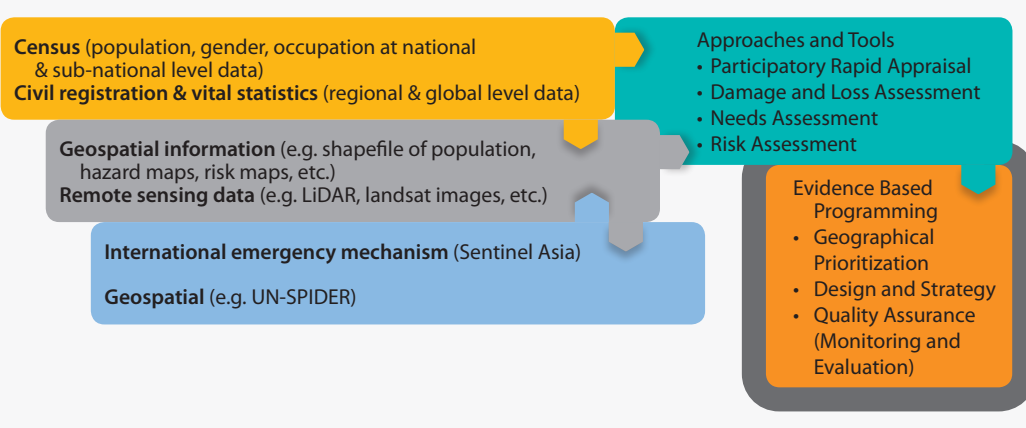 Census (population, gender, occupation at national
& sub-national level data)
Civil registration & vital statistics (regional & global level data)
Geospatial information (e.g. shapefile of population,
hazard maps, risk maps, etc.)
Remote sensing data (e.g. LiDAR, landsat images, etc.)
International emergency mechanism (Sentinel Asia)
Geospatial (e.g. UN-SPIDER)
Approaches and Tools
• Participatory Rapid Appraisal
• Damage and Loss Assessment
• Needs Assessment
• Risk Assessment
Evidence Based
Programming
• Geographical
Prioritization
• Design and Strategy
• Quality Assurance
(Monitoring and
Evaluation)